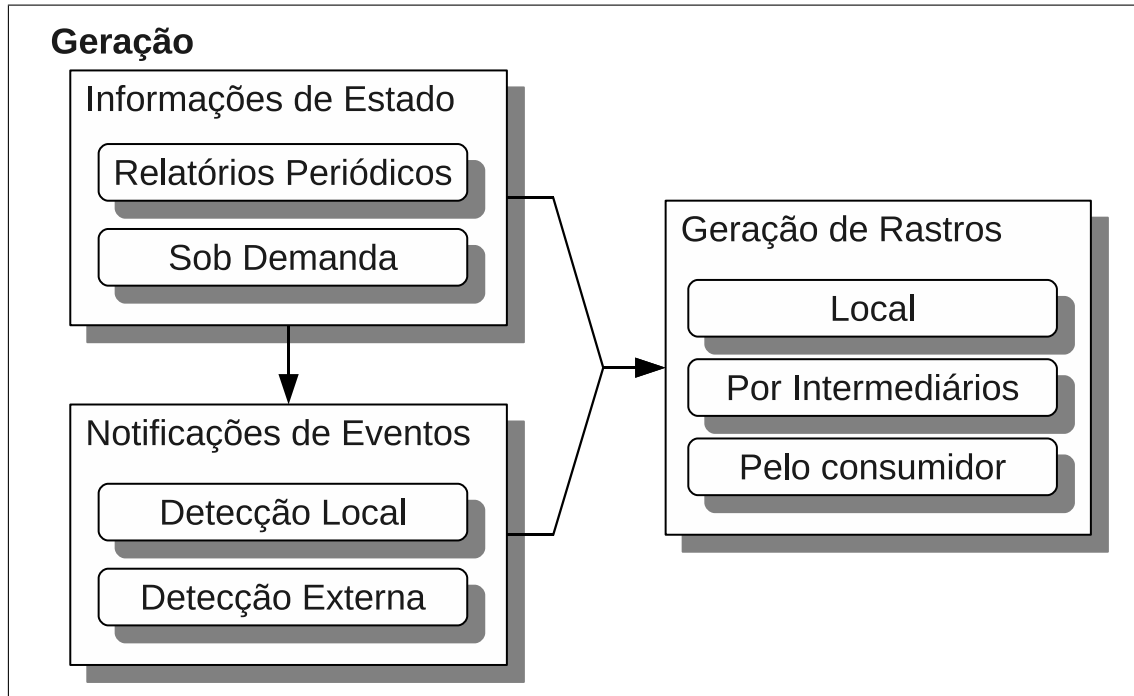 Geração
Informações de Estado
Relatórios Periódicos
Sob Demanda
Notificações de Eventos
Detecção Local
Detecção Externa
Geração de Rastros
Local
Por Intermediários
Pelo consumidor